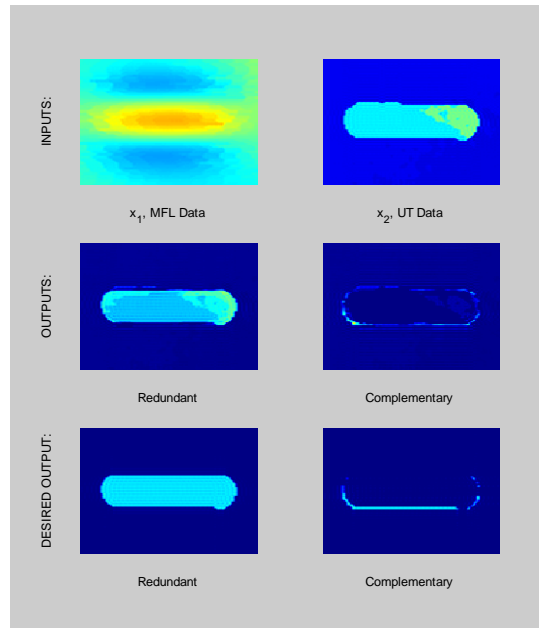 INPUTS:
x1, MFL Data
x2, UT Data
OUTPUTS:
Redundant
Complementary
DESIRED OUTPUT:
Redundant
Complementary